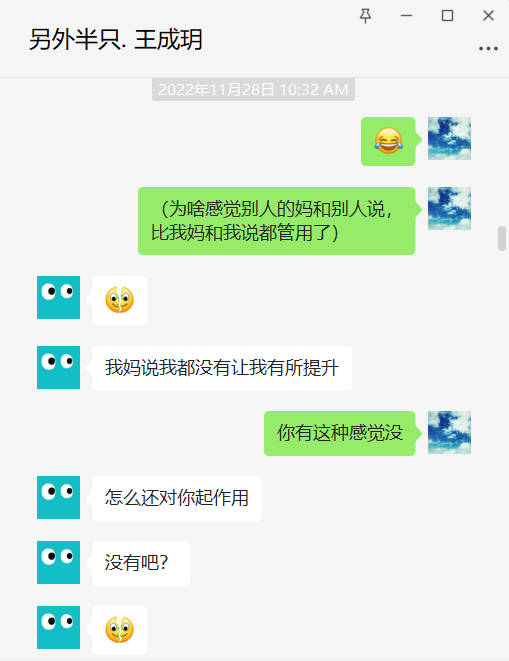 另外半只. 王成玥
2022年11月28日 10:32 AM
（为啥感觉别人的妈和别人说，
比我妈和我说都管用了）
我妈说我都没有让我有所提升
你有这种感觉没
怎么还对你起作用
没有吧？